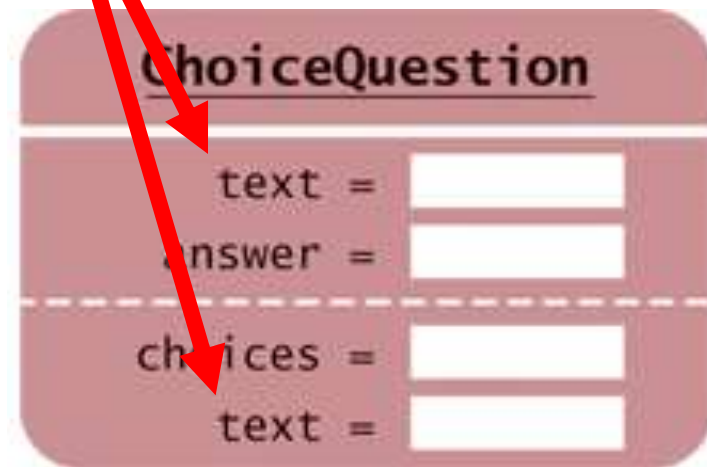 ChoiceQuestion
text =
answer =
choices =
text =